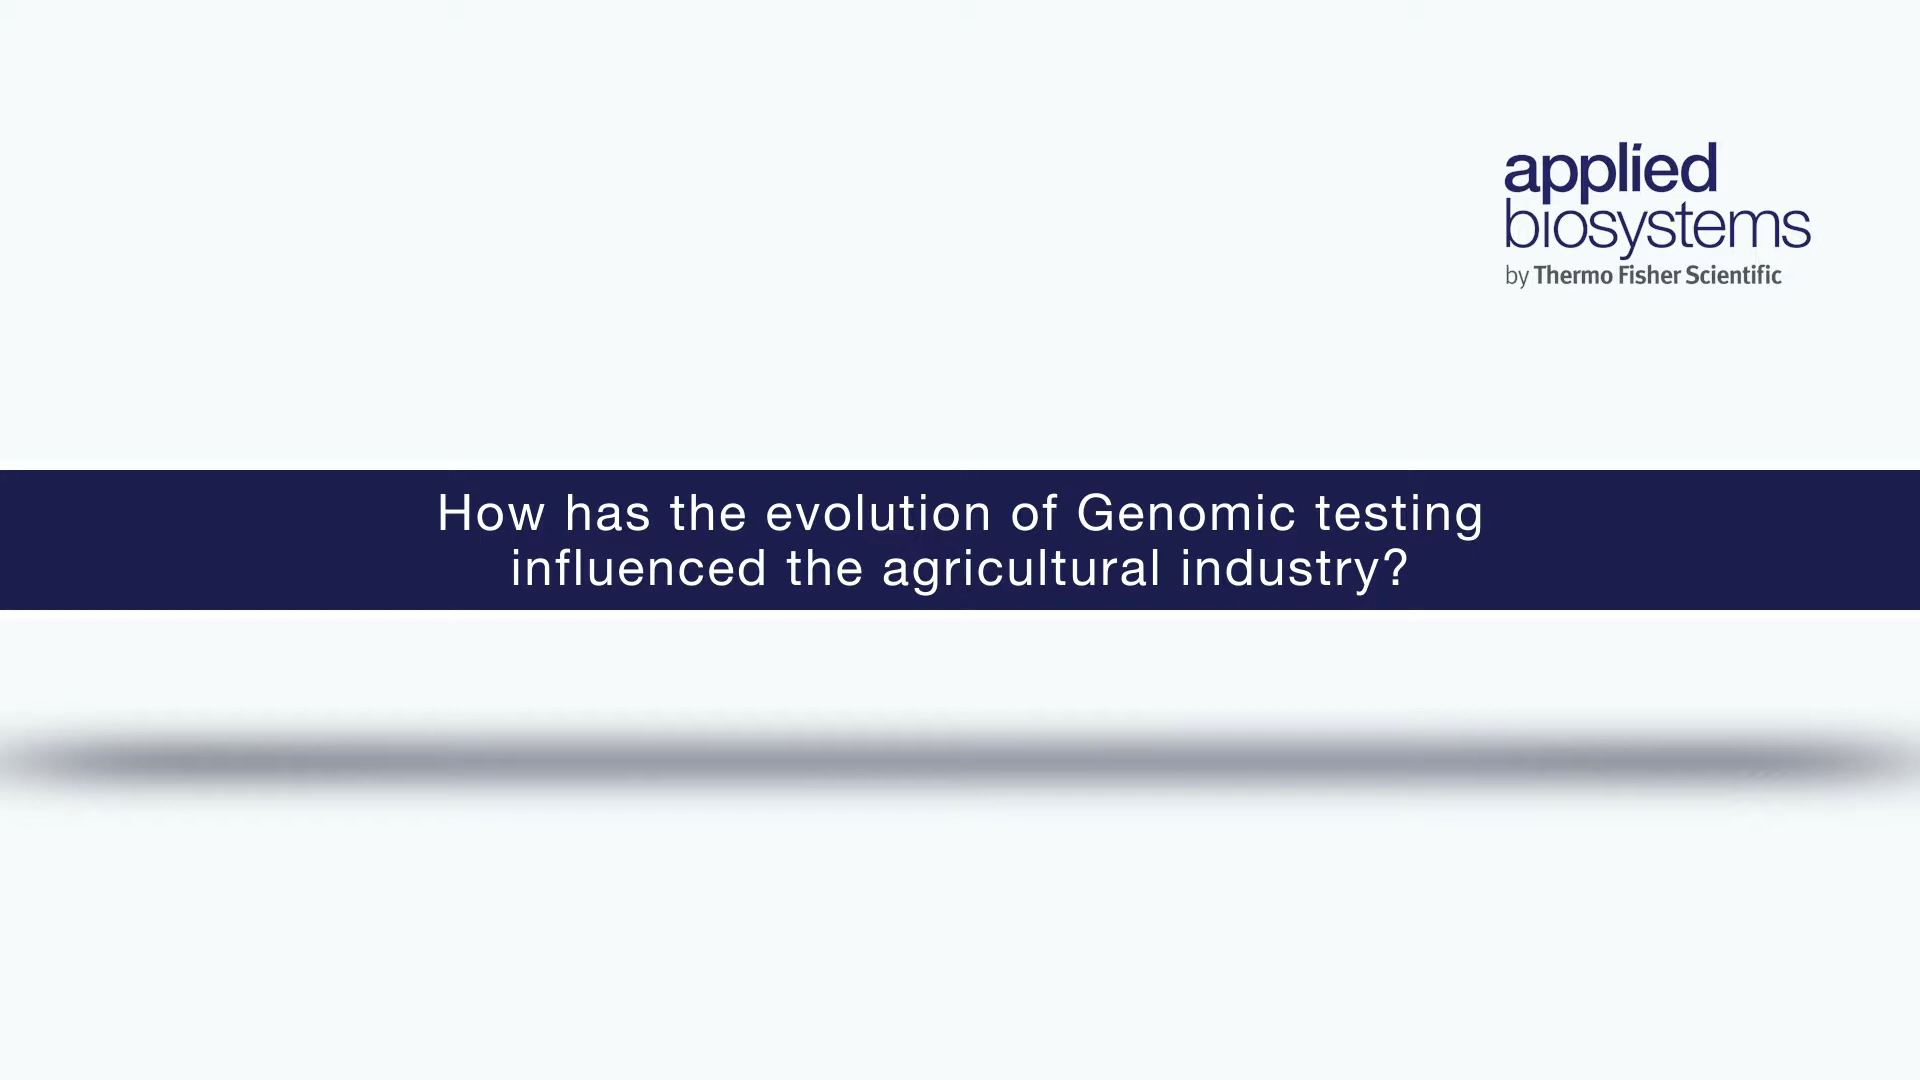 applied
biosystems
by Thermo Fisher Scientific
How has the evolution of Genomic testing
influenced the agricultural industry?